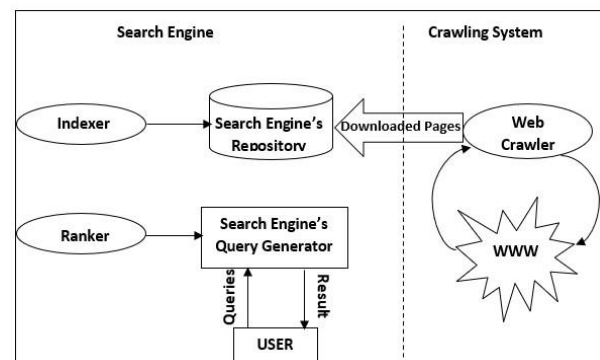 Search Engine
Crawling System
Indexer
Search Engine's
Repository
Downloaded Pages
Web
Crawler
Ranker
Search Engine's
Query Generator
WWW
Queries
Result
USER